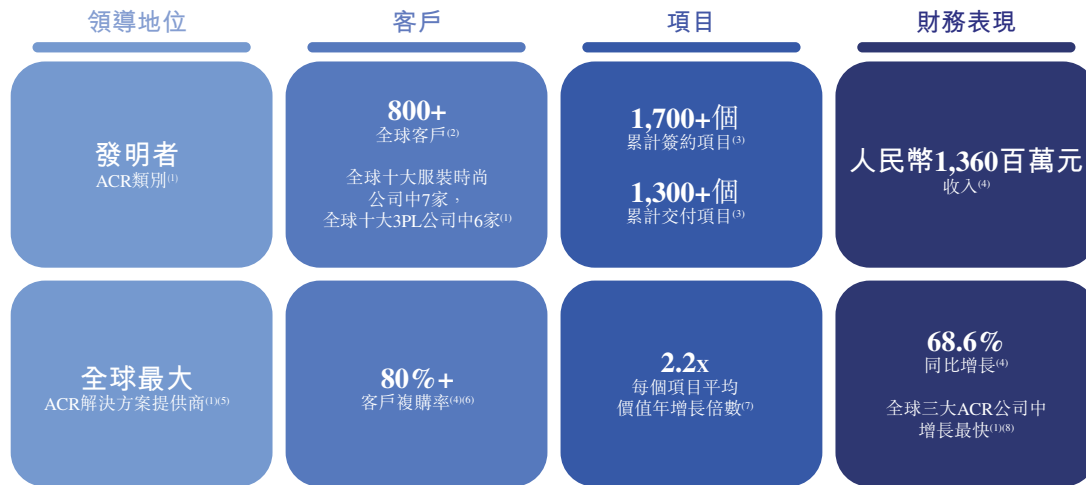 領導地位
客戶
項目
財務表現
發明者
ACR類別(1)
800+
全球客戶(2)
全球十大服裝時尚
公司中7家，
全球十大3PL公司中6家(1)
1,700+個
累計簽約項目(3)
1,300+個
累計交付項目(3)
人民幣1,360百萬元
收入(4)
全球最大
ACR解決方案提供商(1)(5)
80%+
客戶複購率(4)(6)
2.2x
每個項目平均
價值年增長倍數(7)
68.6%
同比增長(4)
全球三大ACR公司中
增長最快(1)(8)